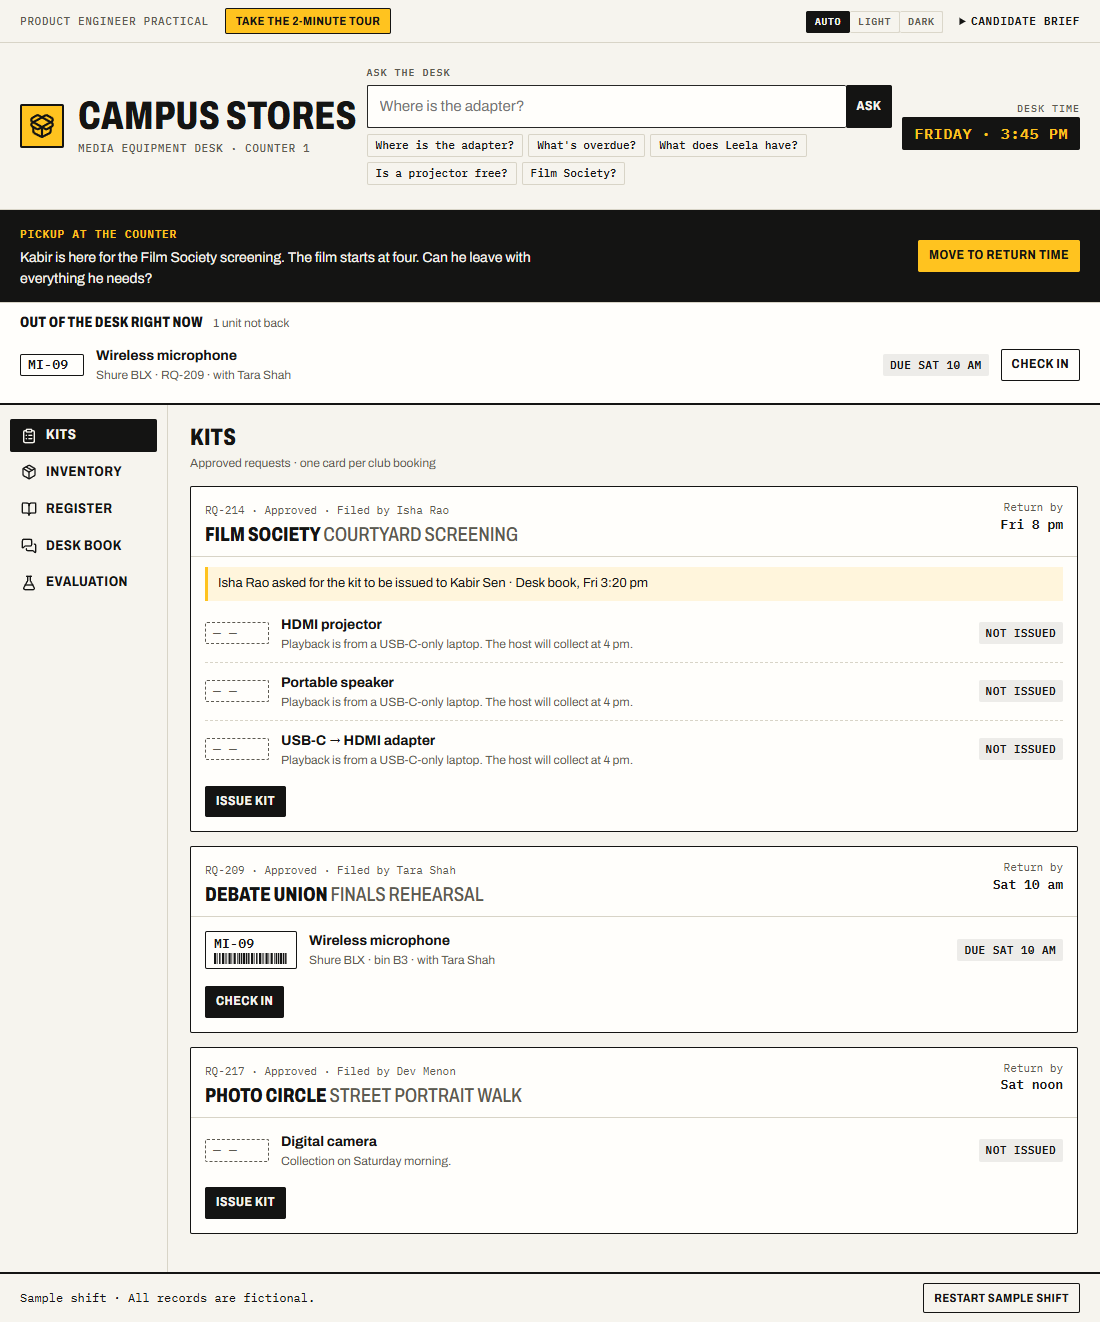 PRODUCT ENGINEER PRACTICAL
TAKE THE 2-MINUTE TOUR
AUTO
LIGHT
DARK
CANDIDATE BRIEF
CAMPUS STORES
MEDIA EQUIPMENT DESK · COUNTER 1
ASK THE DESK
Where is the adapter?
ASK
Where is the adapter?
What's overdue?
What does Leela have?
Is a projector free?
Film Society?
DESK TIME
FRIDAY · 3:45 PM
PICKUP AT THE COUNTER
Kabir is here for the Film Society screening. The film starts at four. Can he leave with
everything he needs?
MOVE TO RETURN TIME
OUT OF THE DESK RIGHT NOW
1 unit not back
MI-09
Wireless microphone
Shure BLX · RQ-209 · with Tara Shah
DUE SAT 10 AM
CHECK IN
KITS
INVENTORY
REGISTER
DESK BOOK
EVALUATION
KITS
Approved requests · one card per club booking
RQ-214 · Approved · Filed by Isha Rao
FILM SOCIETY COURTYARD SCREENING
Return by
Fri 8 pm
Isha Rao asked for the kit to be issued to Kabir Sen · Desk book, Fri 3:20 pm
– –
HDMI projector
Playback is from a USB-C-only laptop. The host will collect at 4 pm.
NOT ISSUED
– –
Portable speaker
Playback is from a USB-C-only laptop. The host will collect at 4 pm.
NOT ISSUED
– –
USB-C → HDMI adapter
Playback is from a USB-C-only laptop. The host will collect at 4 pm.
NOT ISSUED
ISSUE KIT
RQ-209 · Approved · Filed by Tara Shah
DEBATE UNION FINALS REHEARSAL
Return by
Sat 10 am
MI-09
Wireless microphone
Shure BLX · bin B3 · with Tara Shah
DUE SAT 10 AM
CHECK IN
RQ-217 · Approved · Filed by Dev Menon
PHOTO CIRCLE STREET PORTRAIT WALK
Return by
Sat noon
– –
Digital camera
Collection on Saturday morning.
NOT ISSUED
ISSUE KIT
Sample shift · All records are fictional.
RESTART SAMPLE SHIFT